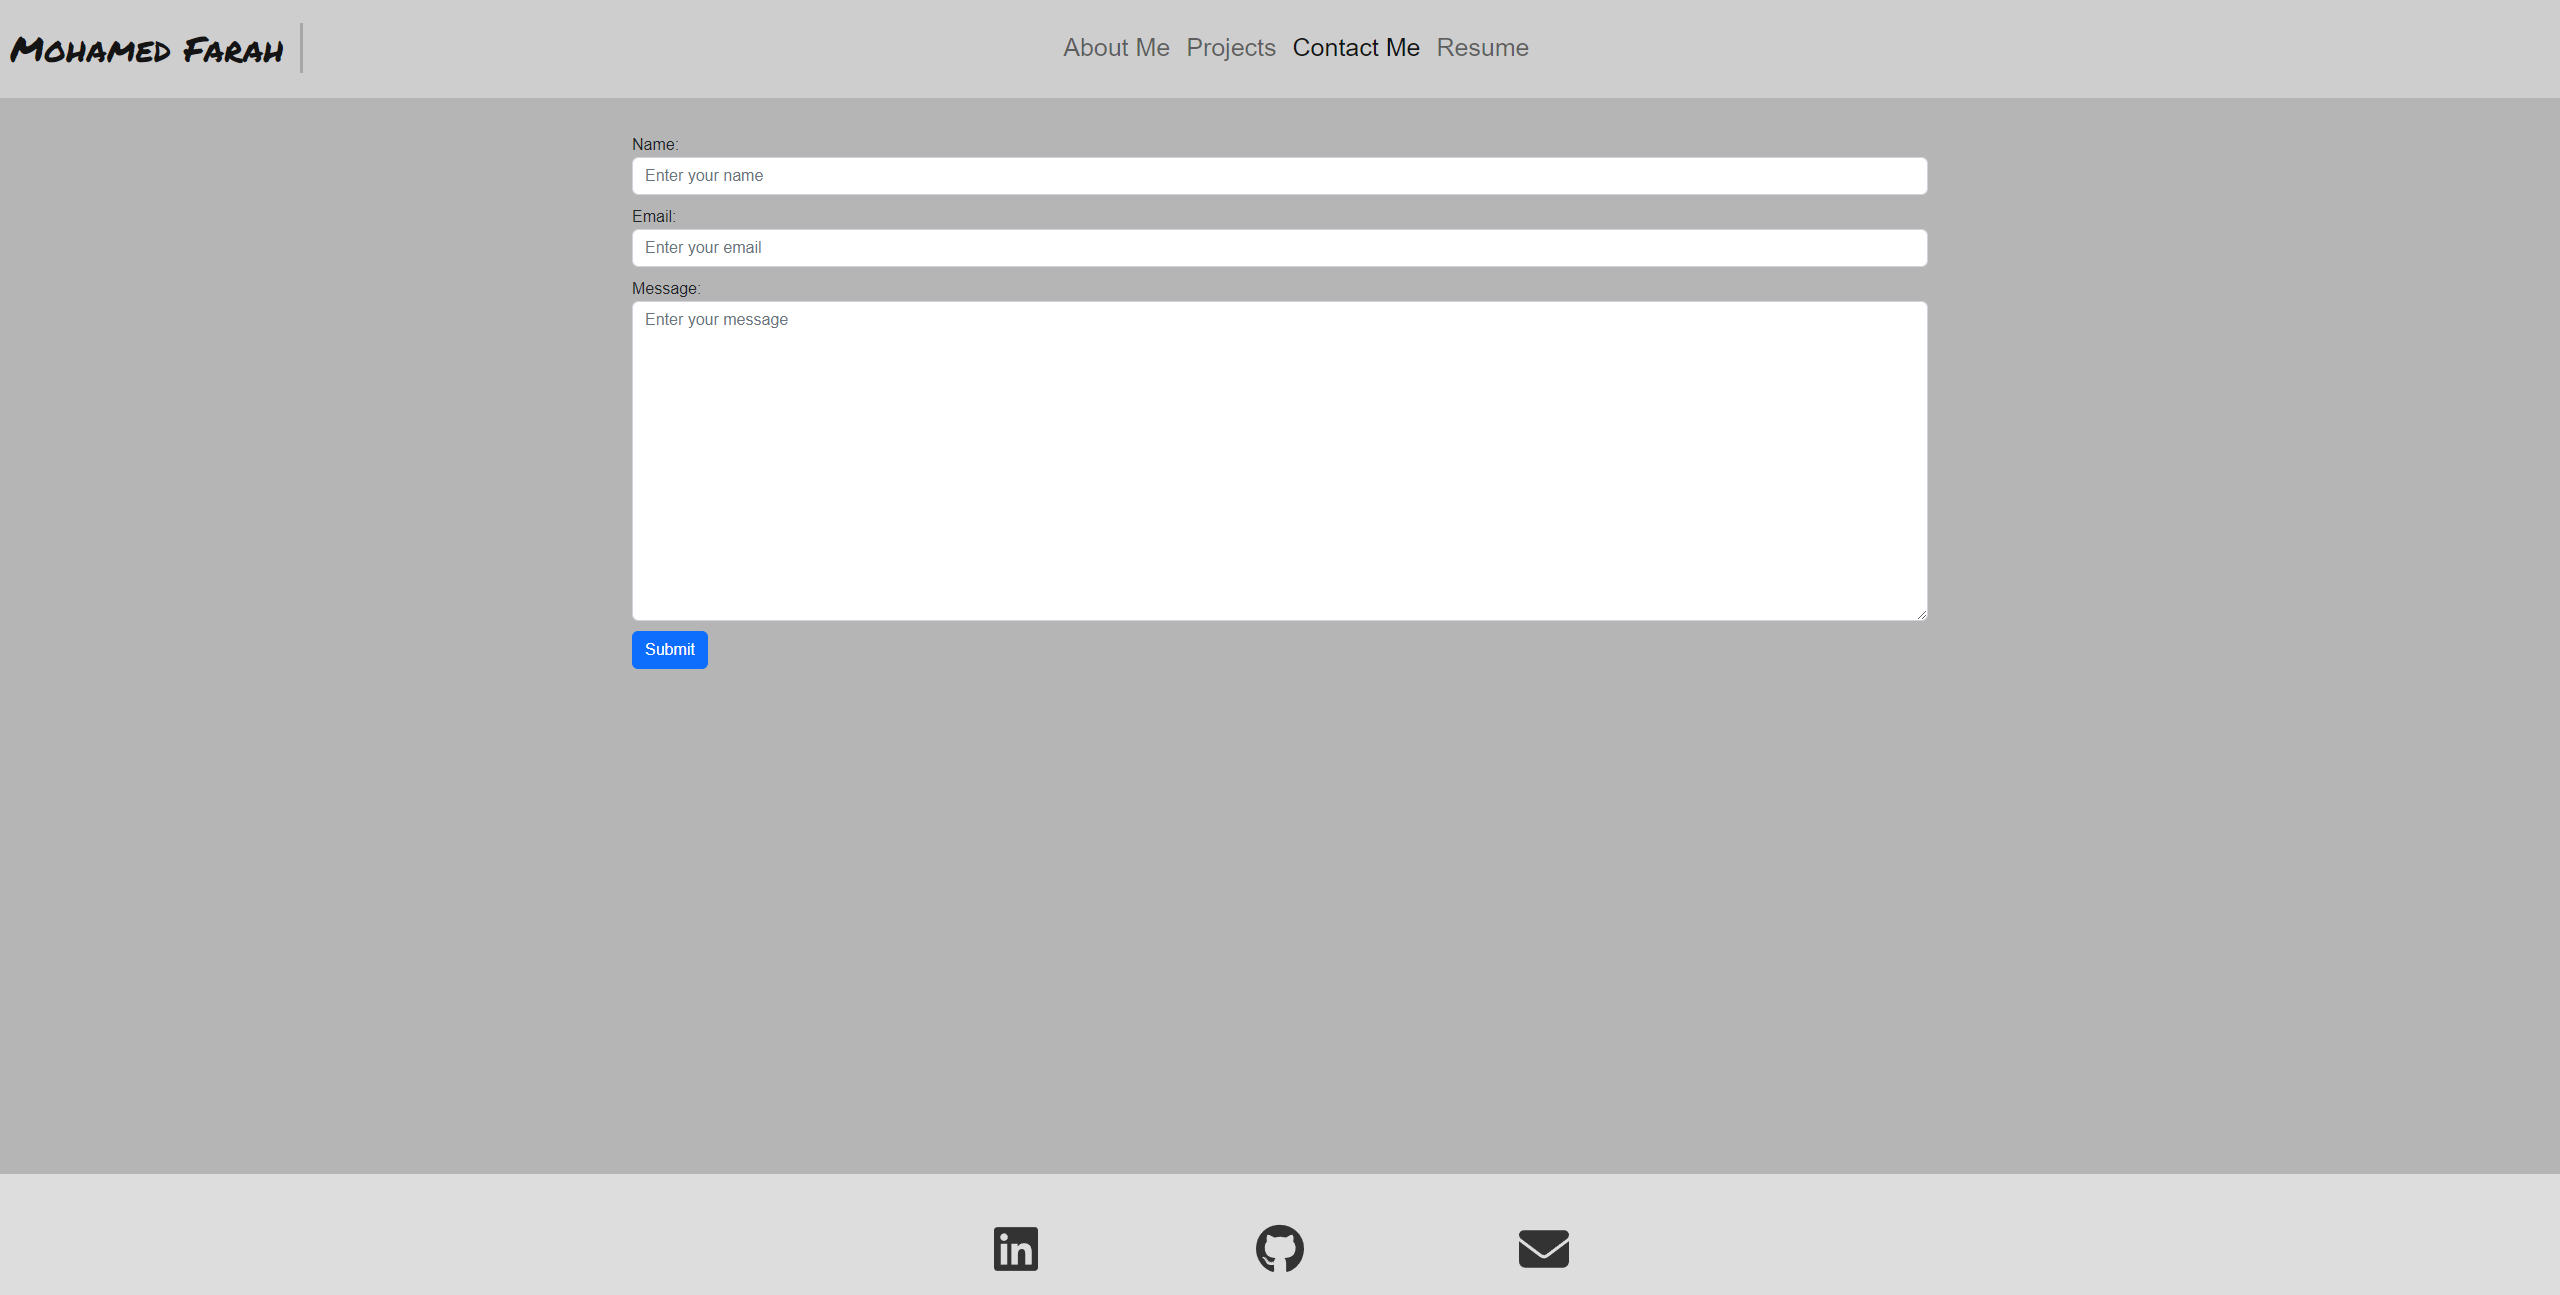 Mohamed Farah
About Me Projects Contact Me Resume
Name:
Enter your name
Email:
Enter your email
Message:
Enter your message
Submit
in